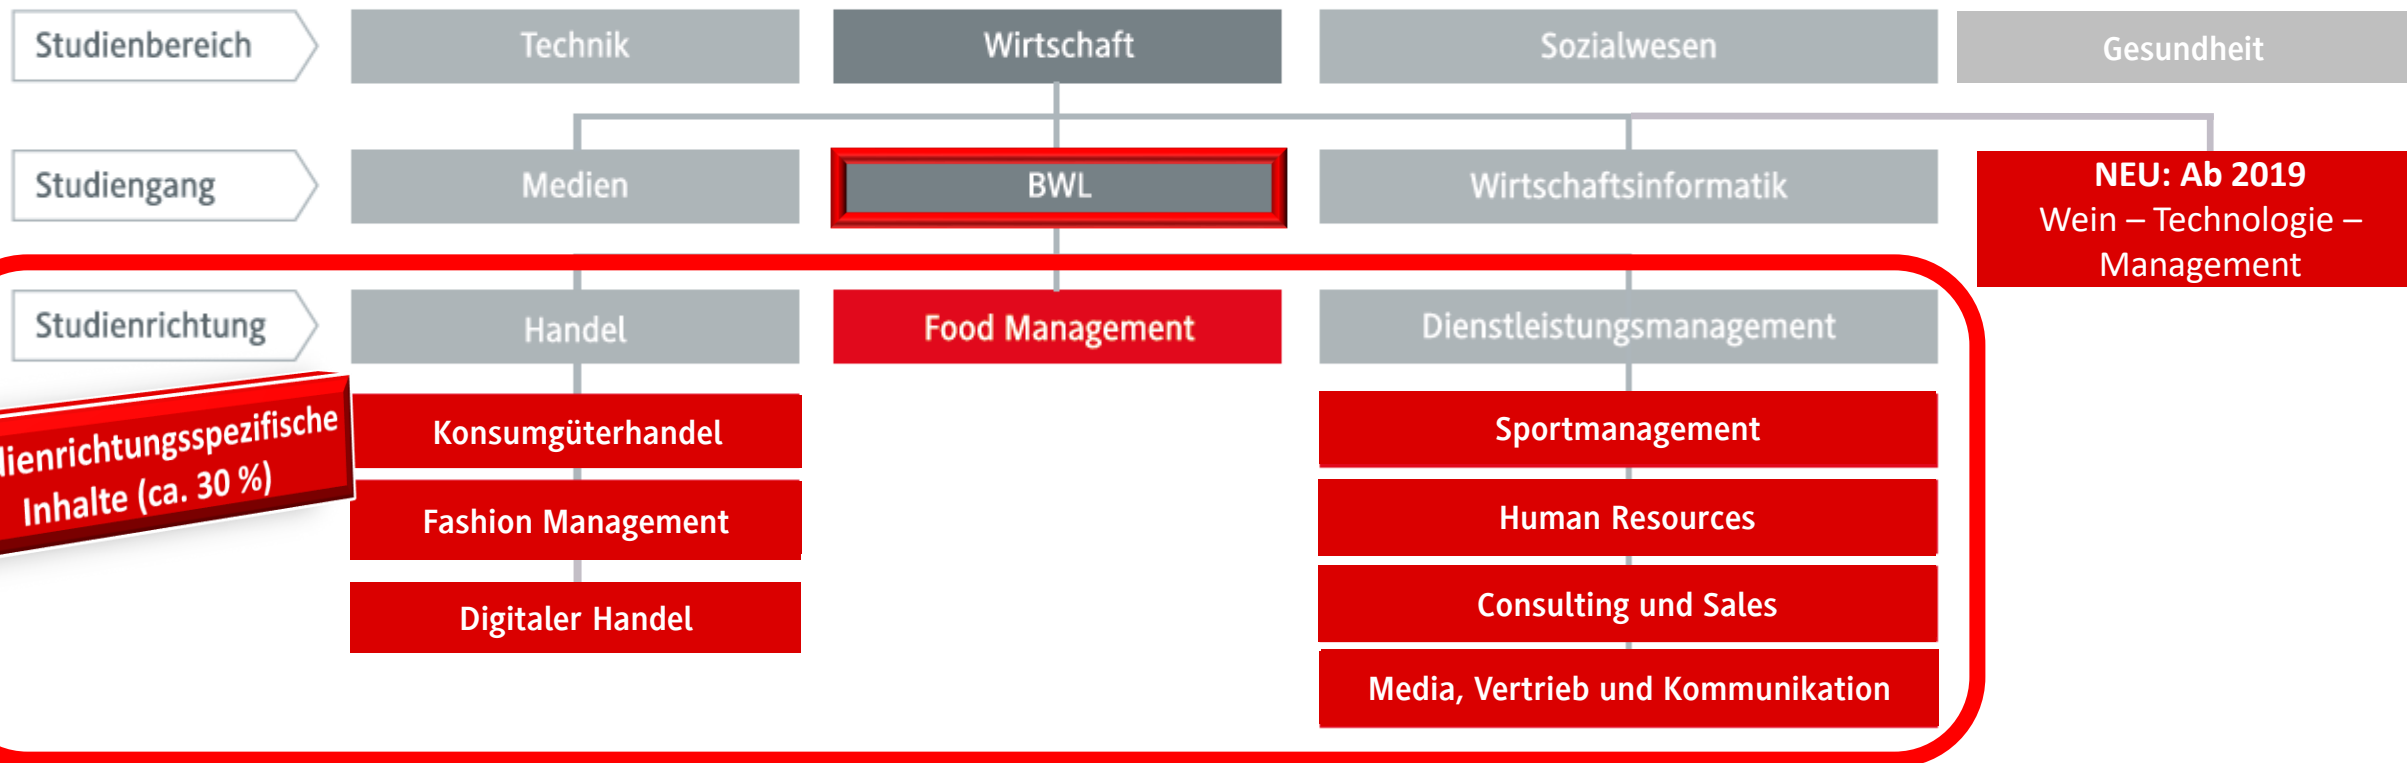 Studienbereich
Technik
Wirtschaft
Sozialwesen
Gesundheit
Studiengang
Medien
BWL
Wirtschaftsinformatik
NEU: Ab 2019
Wein – Technologie –
Management
Studienrichtung
Handel
Food Management
Dienstleistungsmanagement
Inhalte (ca. 30 %)
Konsumgüterhandel
Fashion Management
Digitaler Handel
Sportmanagement
Human Resources
Consulting und Sales
Media, Vertrieb und Kommunikation